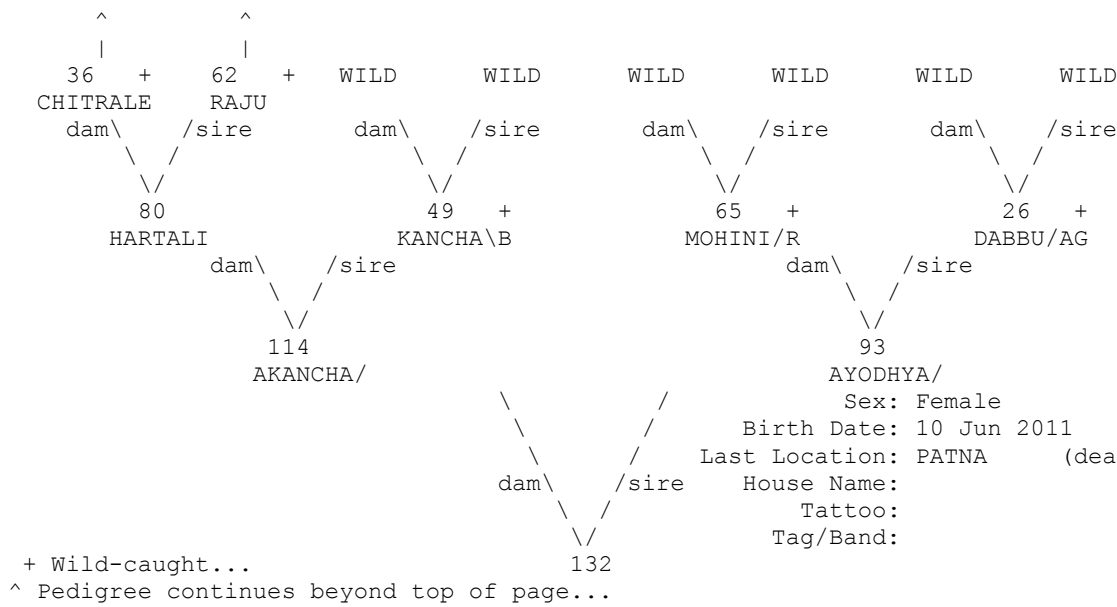 ^ ^
| |
36 + 62 + WILD WILD WILD WILD WILD WILD
CHITRALE RAJU
dam\ /sire dam\ /sire dam\ /sire dam\ /sire
\ / \ / \ / \ /
\/ \/ \/ \/
80 49 + 65 + 26 +
HARTALI KANCHA\B MOHINI/R DABBU/AG
dam\ /sire dam\ /sire
\ / \ /
\/ \/
114 93
AKANCHA/ AYODHYA/
\ / Sex: Female
\ / Birth Date: 10 Jun 2011
\ / Last Location: PATNA (dea
dam\ /sire House Name:
\ / Tattoo:
\/ Tag/Band:
+ Wild-caught... 132
^ Pedigree continues beyond top of page...